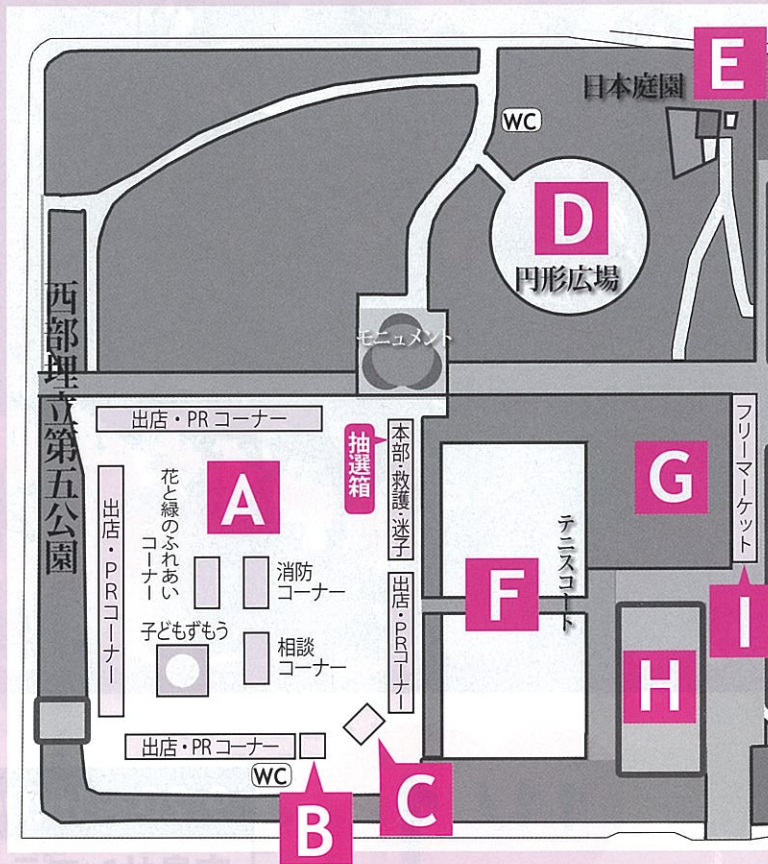 E
日本庭園
WC
D
円形広場
モニュメント
西部埋立第五公園
出店・PRコーナー
抽選箱
本部・救護・迷子
フリーマーケット
A
G
花と緑のふれあい
コーナー
出店・PRコーナー
消防
コーナー
テニスコート
F
出店・PRコーナー
I
子どもずもう
相談
コーナー
H
出店・PRコーナー
WC
B
C